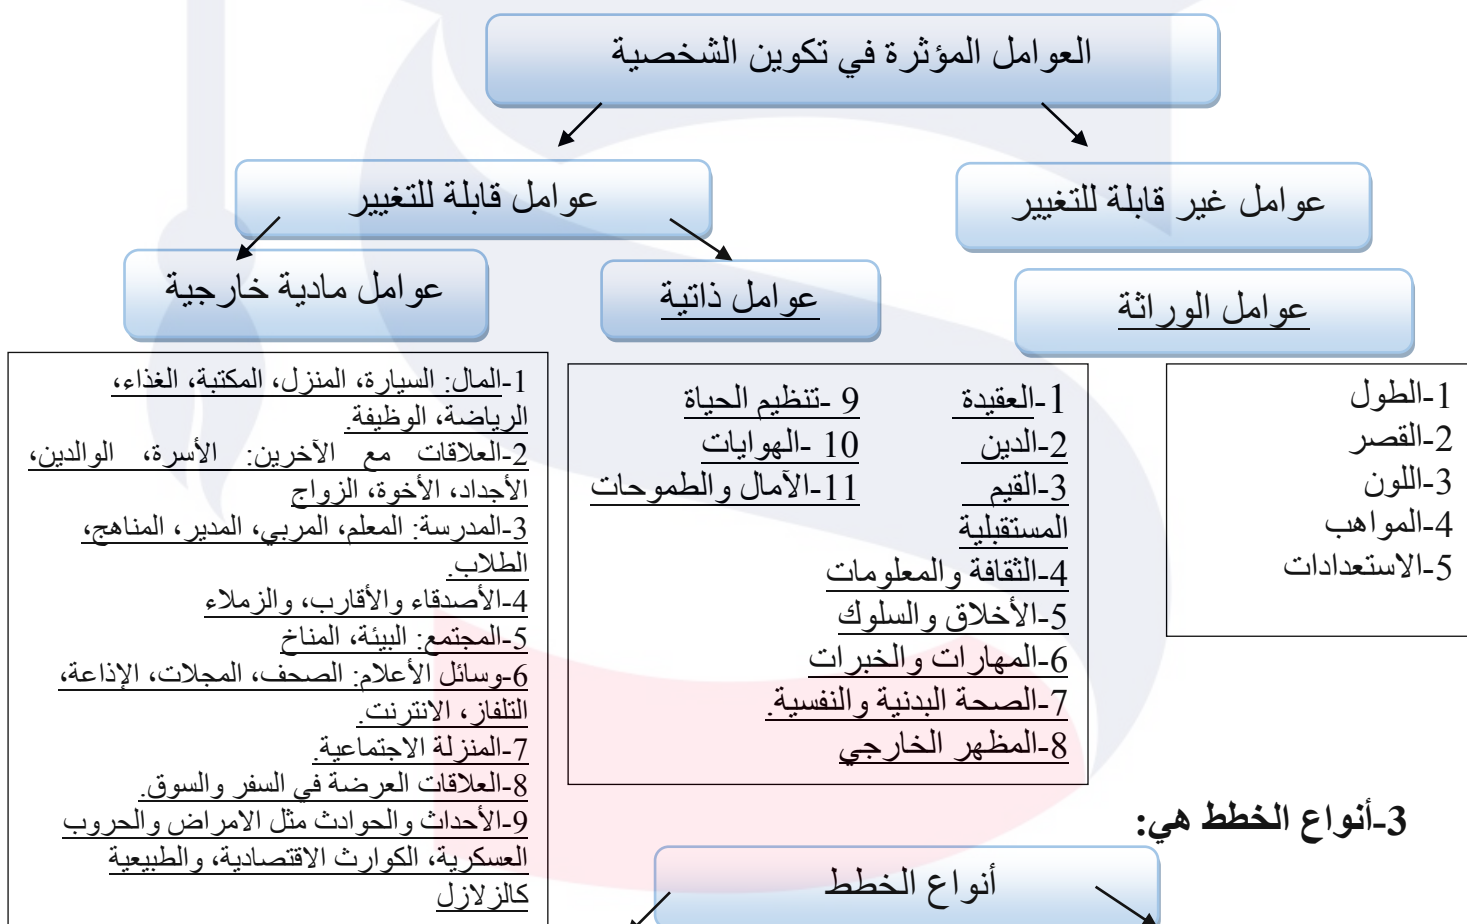 العوامل المؤثرة في تكوين الشخصية
عوامل غير قابلة للتغيير
عوامل قابلة للتغيير
عوامل الوراثة
عوامل ذاتية
عوامل مادية خارجية
1-الطول
2-القصر
3-اللون
4-المواهب
5-الاستعدادات
1-العقيدة 9 -تنظيم الحياة
2-الدين 10 -الهوايات
3-القيم 11-الآمال والطموحات
المستقبلية
4-الثقافة والمعلومات
5-الأخلاق والسلوك
6-المهارات والخبرات
7-الصحة البدنية والنفسية.
8-المظهر الخارجي
1-المال: السيارة، المنزل، المكتبة، الغذاء،
الرياضة، الوظيفة.
2-العلاقات مع الآخرين: الأسرة، الوالدين،
الأجداد، الأخوة، الزواج
3-المدرسة: المعلم، المربي، المدير، المناهج،
الطلاب.
4-الأصدقاء والأقارب، والزملاء
5-المجتمع: البيئة، المناخ
6-وسائل الأعلام: الصحف، المجلات، الإذاعة،
التلفاز، الانترنت.
7-المنزلة الاجتماعية.
8-العلاقات العرضة في السفر والسوق.
9-الأحداث والحوادث مثل الامراض والحروب
العسكرية، الكوارث الاقتصادية، والطبيعية
كالزلازل
3-أنواع الخطط هي:
أنواع الخطط